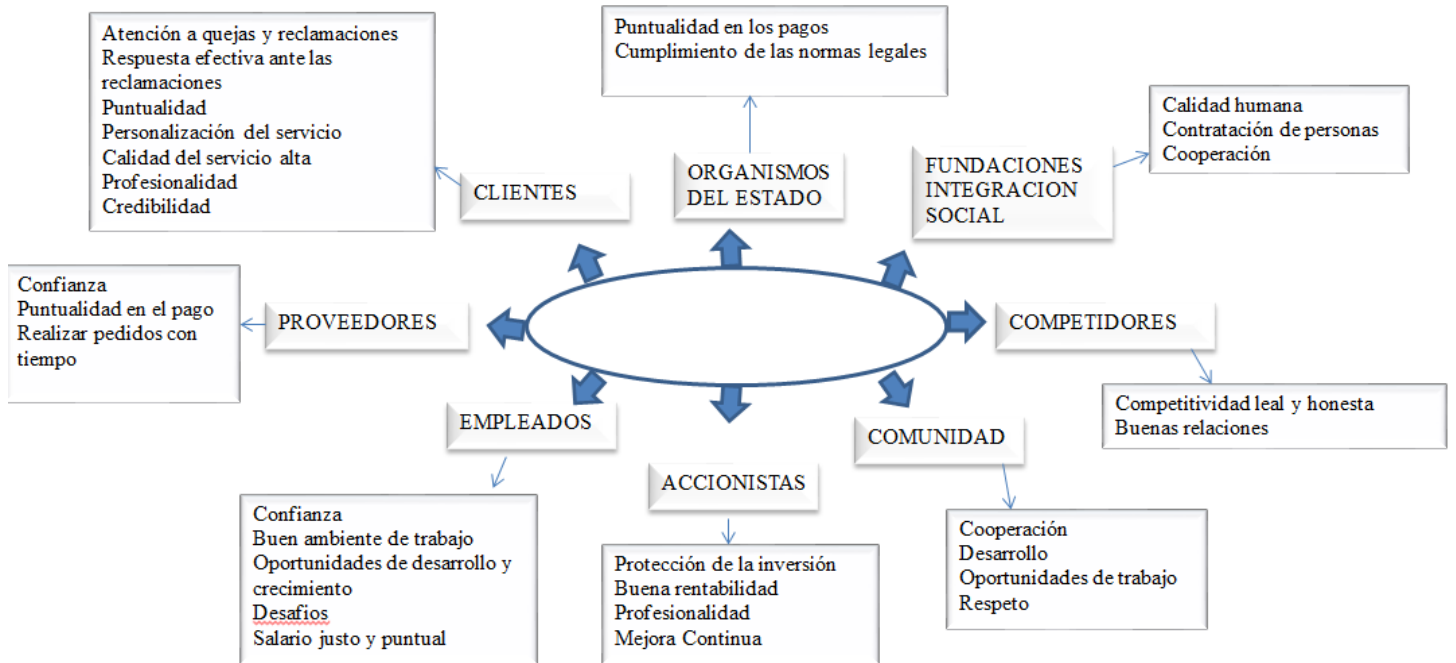 Atención a quejas y reclamaciones
Respuesta efectiva ante las
reclamaciones
Puntualidad
Personalización del servicio
Calidad del servicio alta
Profesionalidad
Credibilidad
Puntualidad en los pagos
Cumplimiento de las normas legales
Calidad humana
Contratación de personas
Cooperación
CLIENTES
ORGANISMOS
DEL ESTADO
FUNDACIONES
INTEGRACION
SOCIAL
Confianza
Puntualidad en el pago
Realizar pedidos con
tiempo
PROVEEDORES
COMPETIDORES
Competitividad leal y honesta
Buenas relaciones
EMPLEADOS
ACCIONISTAS
COMUNIDAD
Confianza
Buen ambiente de trabajo
Oportunidades de desarrollo y
crecimiento
Desafios
Salario justo y puntual
Protección de la inversión
Buena rentabilidad
Profesionalidad
Mejora Continua
Cooperación
Desarrollo
Oportunidades de trabajo
Respeto